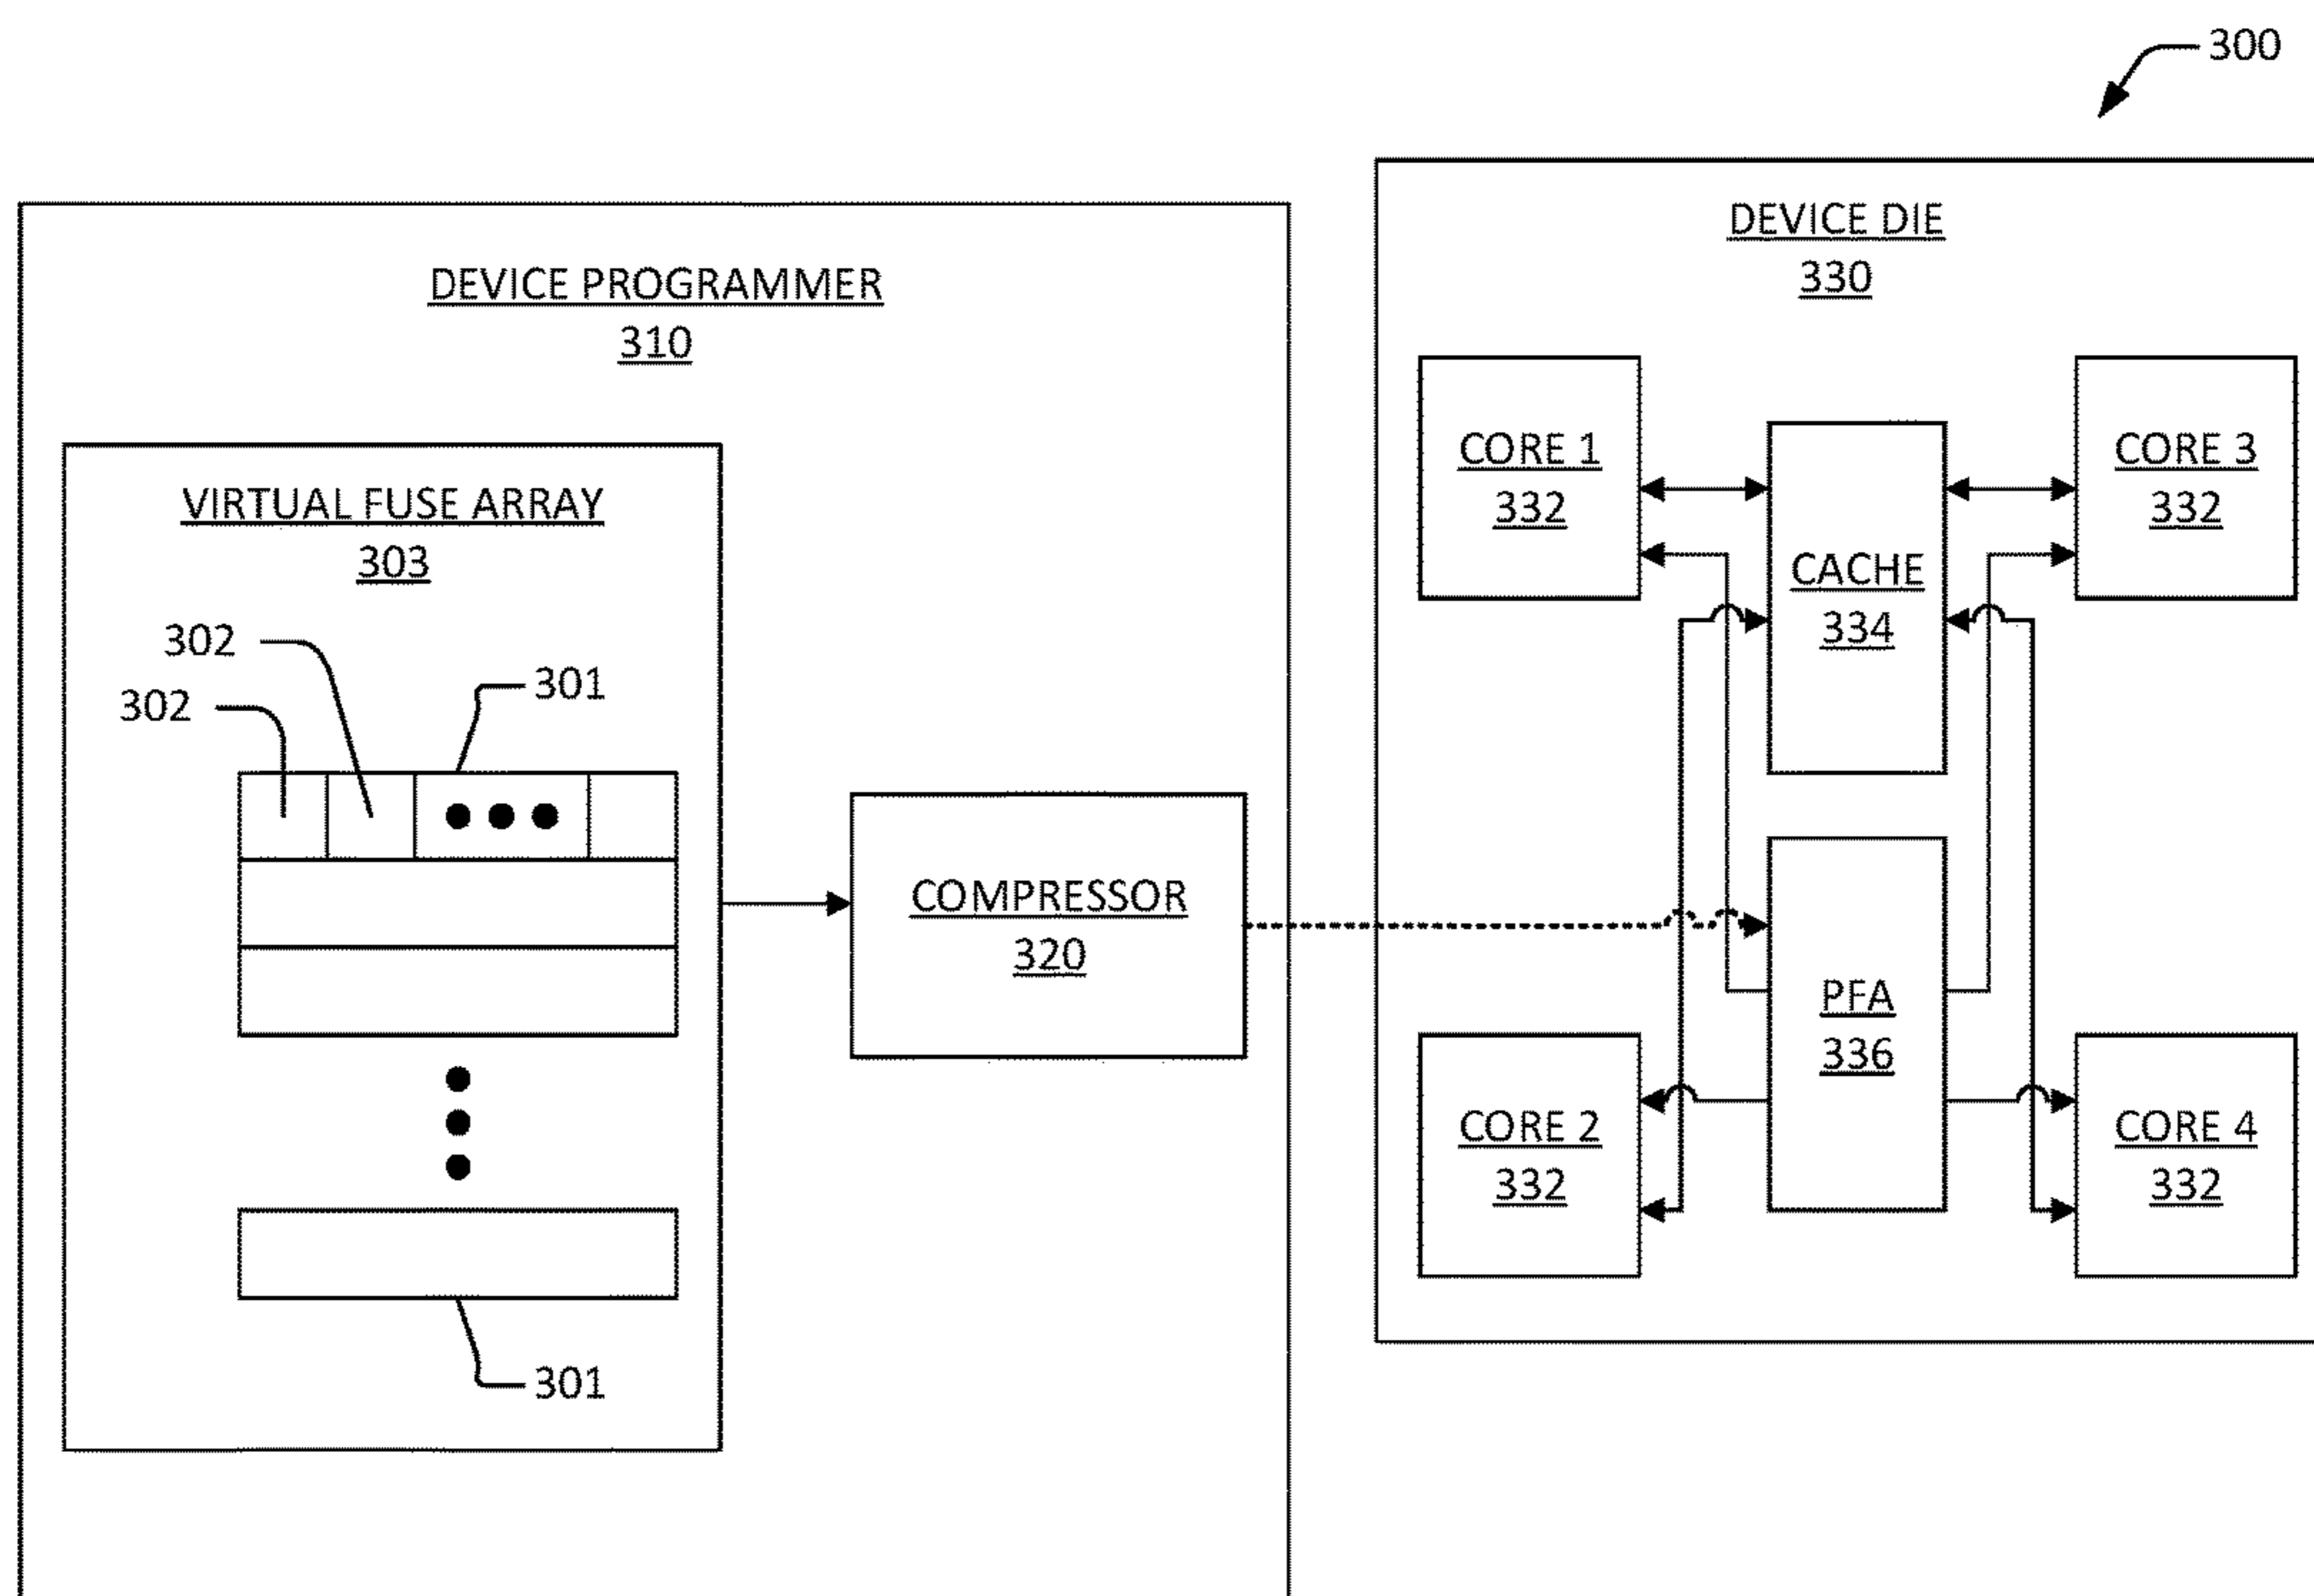 300
DEVICE PROGRAMMER
310
VIRTUAL FUSE ARRAY
303
302
302
301
301
COMPRESSOR
320
DEVICE DIE
330
CORE 1
332
CACHE
334
CORE 3
332
PFA
336
CORE 2
332
CORE 4
332